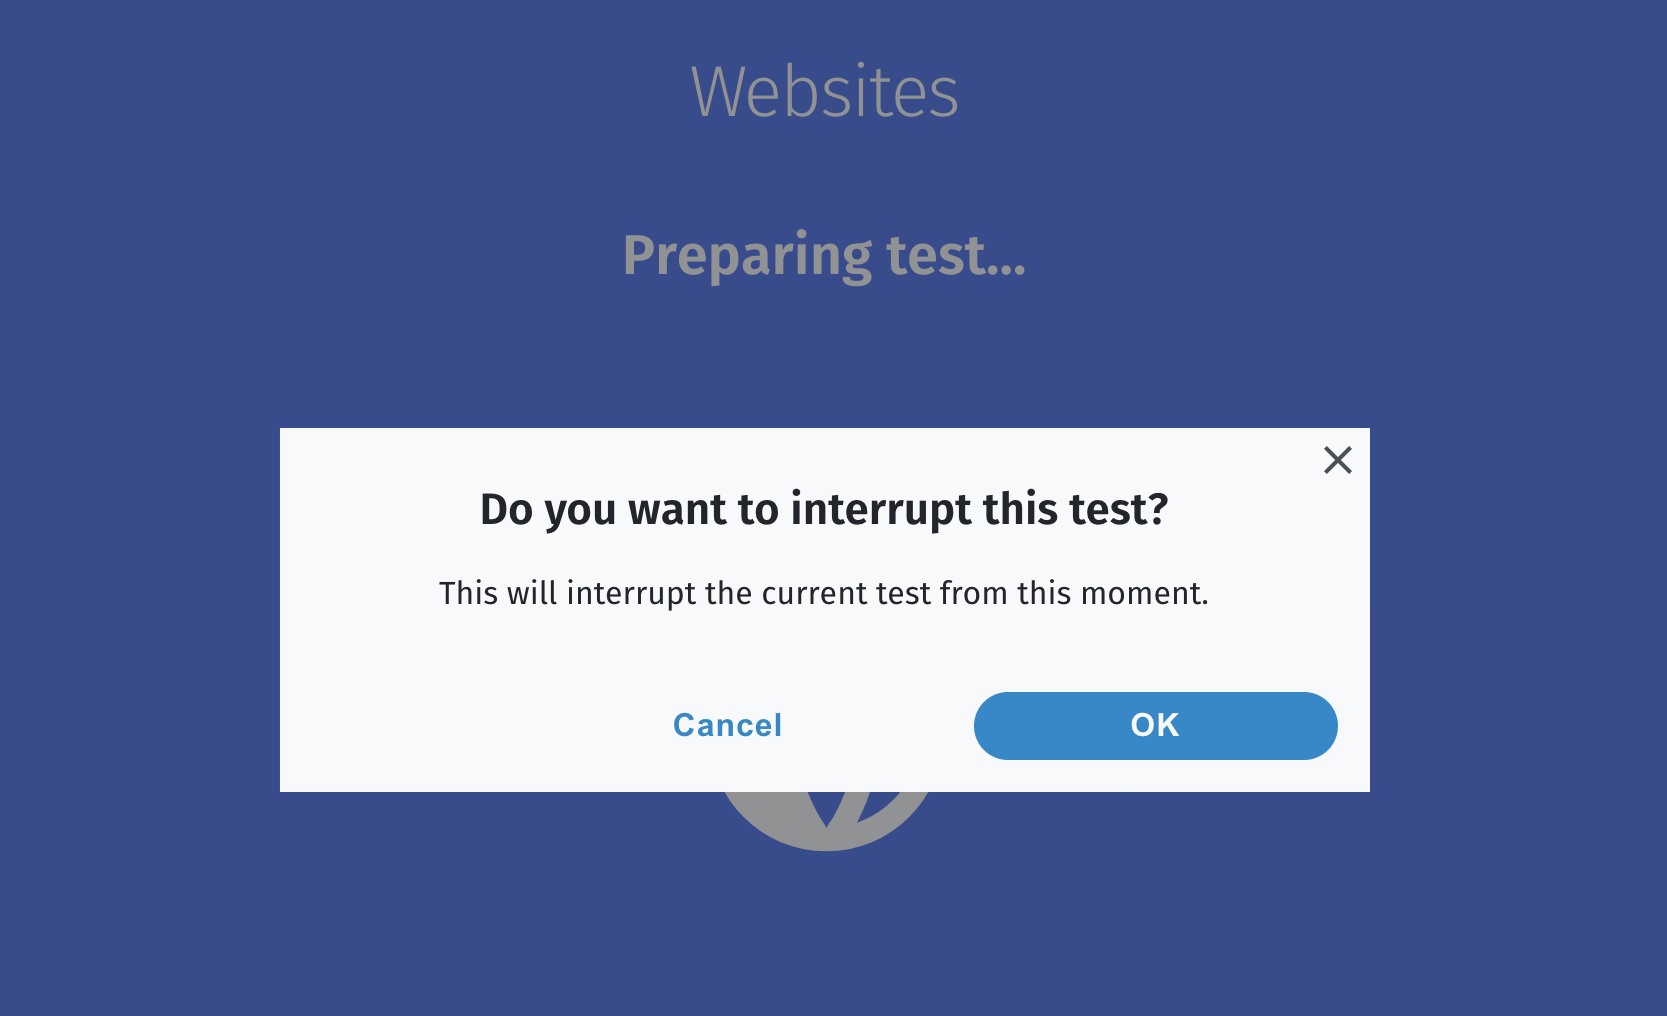 Websites
Preparing test...
Do you want to interrupt this test?
This will interrupt the current test from this moment.
Cancel
OK